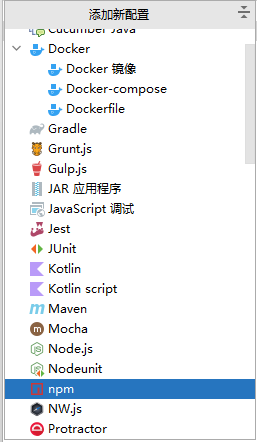 添加新配置
Cucumber Java
Docker
Docker 镜像
Docker-compose
Dockerfile
Gradle
Grunt.js
Gulp.js
JAR 应用程序
JavaScript 调试
Jest
JUnit
Kotlin
Kotlin script
Maven
Mocha
Node.js
Nodeunit
npm
NW.js
Protractor